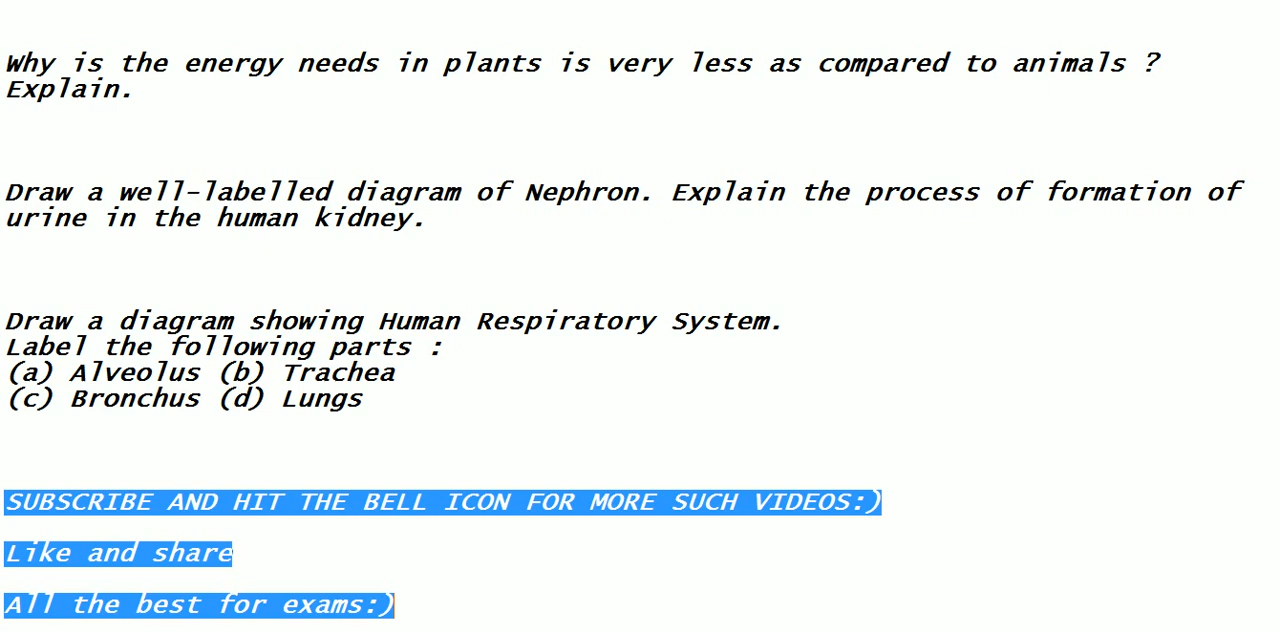 Why is the energy needs in plants is very less as compared to animals ?
Explain.
Draw a well-labelled diagram of Nephron. Explain the process of formation of
urine in the human kidney.
Draw a diagram showing Human Respiratory System.
Label the following parts :
(a) Alveolus (b) Trachea
(c) Bronchus (d) Lungs
SUBSCRIBE AND HIT THE BELL ICON FOR MORE SUCH VIDEOS:)
Like and share
All the best for exams:)